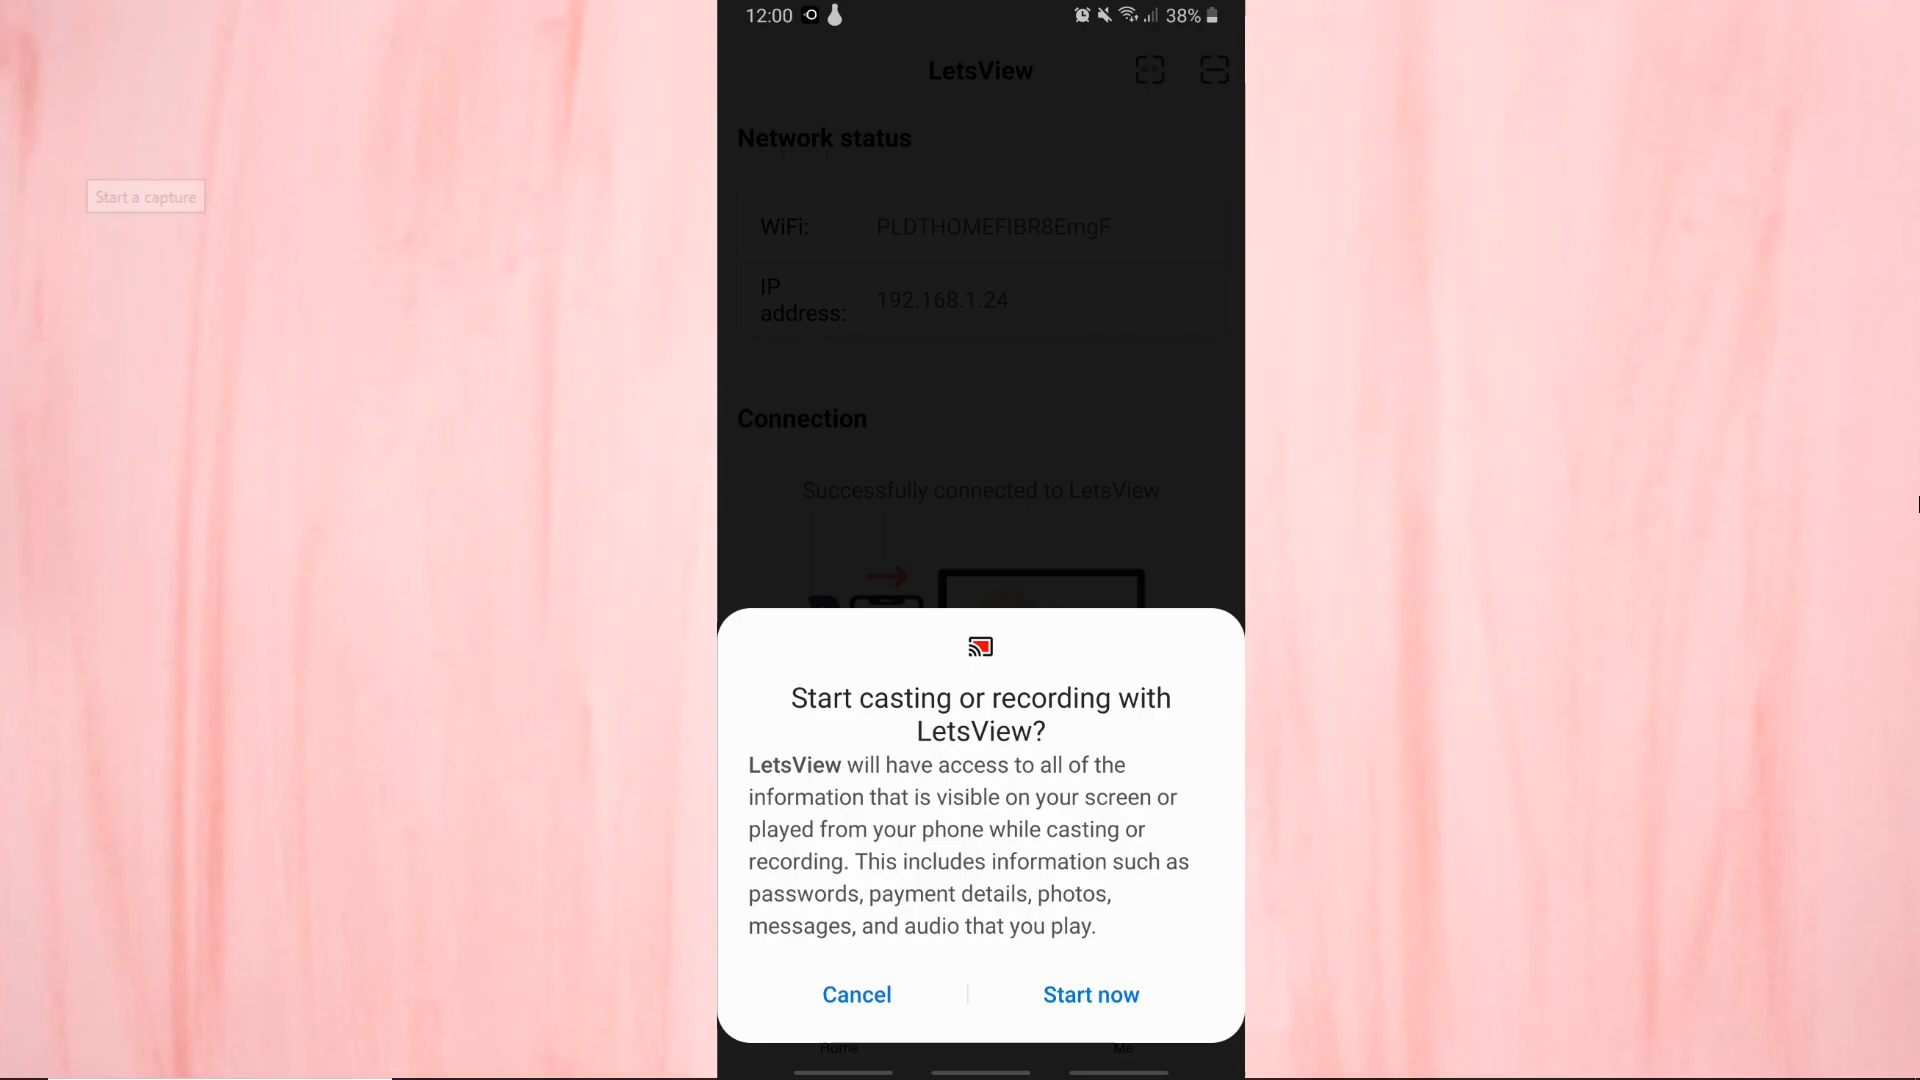 12:00
38%
LetsView
Network status
Start a capture
WiFi: PLDTHOMEFIBR8EmgF
IP
address: 192.168.1.24
Connection
Successfully connected to LetsView
Start casting or recording with
LetsView?
LetsView will have access to all of the
information that is visible on your screen or
played from your phone while casting or
recording. This includes information such as
passwords, payment details, photos,
messages, and audio that you play.
Cancel
Start now
Home
Me